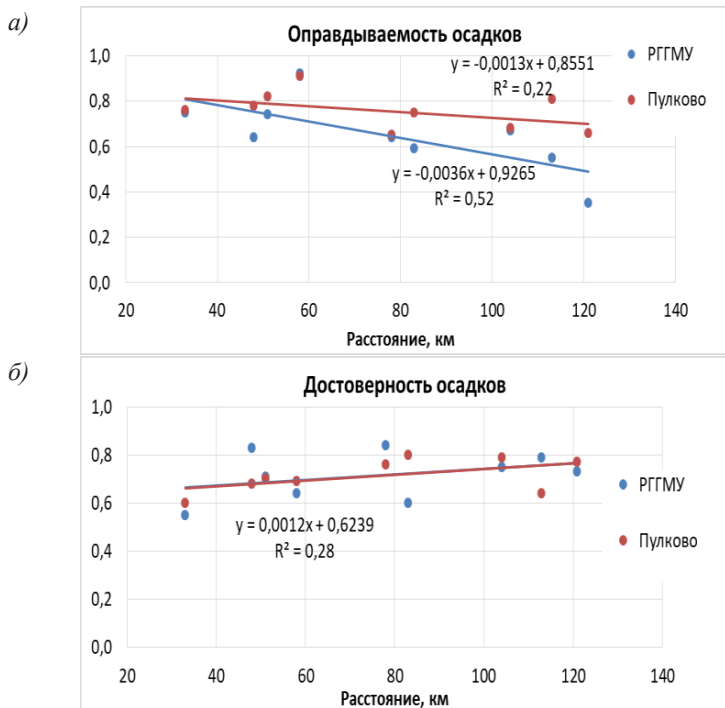 а)
Оправдываемость осадков
y = -0,0013x + 0,8551
R² = 0,22
РГГМУ
Пулково
y = -0,0036x + 0,9265
R² = 0,52
1,0
0,8
0,6
0,4
0,2
0,0
20 40 60 80 100 120 140
Расстояние, км
б)
Достоверность осадков
y = 0,0012x + 0,6239
R² = 0,28
РГГМУ
Пулково
1,0
0,8
0,6
0,4
0,2
0,0
20 40 60 80 100 120 140
Расстояние, км